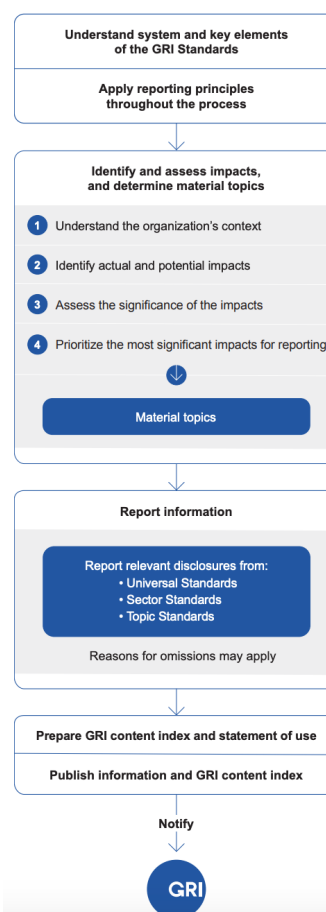 Understand system and key elements
of the GRI Standards
Apply reporting principles
throughout the process
Identify and assess impacts,
and determine material topics
1 Understand the organization's context
2 Identify actual and potential impacts
3 Assess the significance of the impacts
4 Prioritize the most significant impacts for reporting
Material topics
Report information
Report relevant disclosures from:
• Universal Standards
• Sector Standards
• Topic Standards
Reasons for omissions may apply
Prepare GRI content index and statement of use
Publish information and GRI content index
Notify
GRI